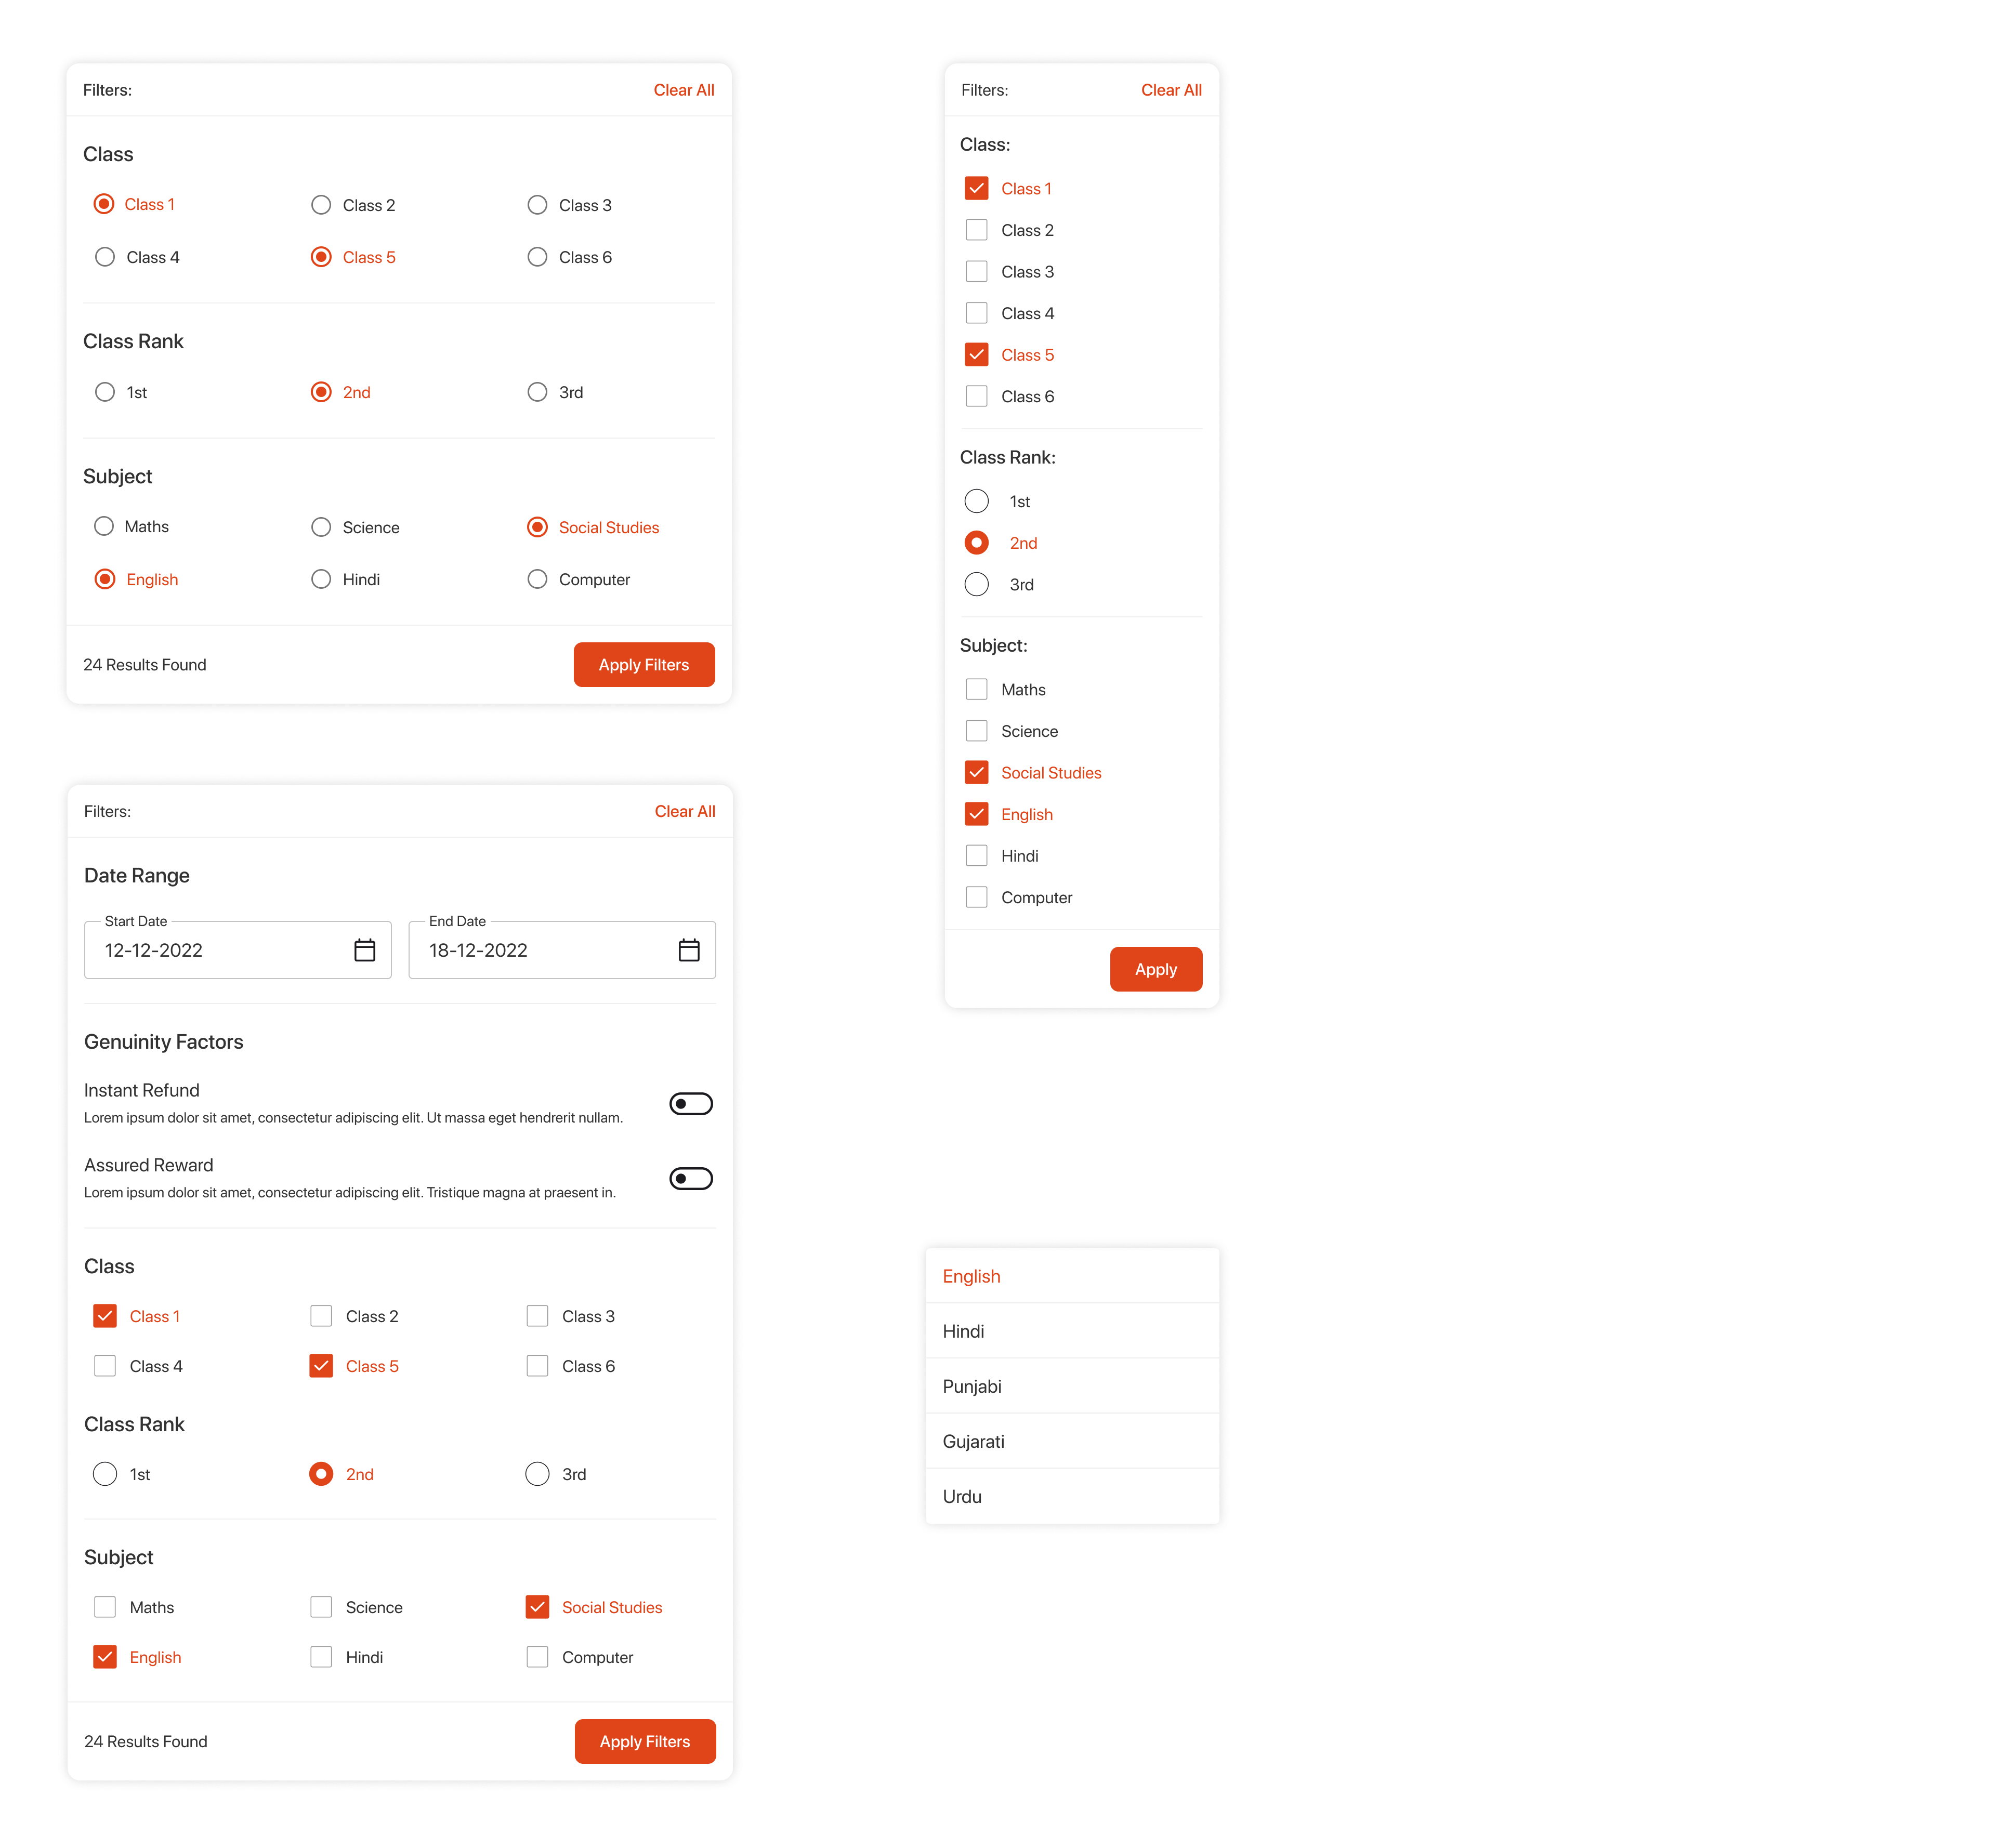 Filters: Clear All
Class
Class 1 Class 2 Class 3
Class 4 Class 5 Class 6
Class Rank
1st 2nd 3rd
Subject
Maths Science Social Studies
English Hindi Computer
24 Results Found Apply Filters
Filters: Clear All
Date Range
Start Date End Date
12-12-2022 18-12-2022
Genuinity Factors
Instant Refund
Lorem ipsum dolor sit amet, consectetur adipiscing elit. Ut massa eget hendrerit nullam.
Assured Reward
Lorem ipsum dolor sit amet, consectetur adipiscing elit. Tristique magna at praesent in.
Class
Class 1 Class 2 Class 3
Class 4 Class 5 Class 6
Class Rank
1st 2nd 3rd
Subject
Maths Science Social Studies
English Hindi Computer
24 Results Found Apply Filters
Filters: Clear All
Class:
Class 1
Class 2
Class 3
Class 4
Class 5
Class 6
Class Rank:
1st
2nd
3rd
Subject:
Maths
Science
Social Studies
English
Hindi
Computer
Apply
English
Hindi
Punjabi
Gujarati
Urdu